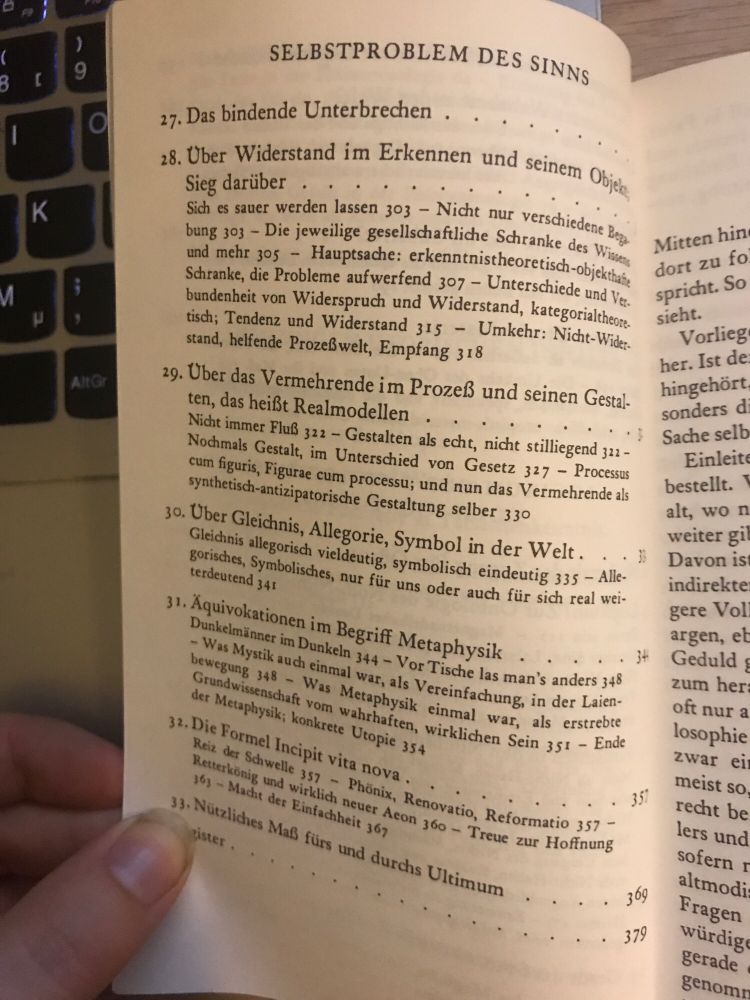 SELBSTPROBLEM DES SINNS
27. Das bindende Unterbrechen . . . . . . .
28. Über Widerstand im Erkennen und seinem Objekt;
Sieg darüber . . . . . . . . . . . .
Sich es sauer werden lassen 303 – Nicht nur verschiedene Bega-
bung 303 – Die jeweilige gesellschaftliche Schranke des Wissens
und mehr 305 – Hauptsache: erkenntnistheoretisch-objekthafte
Schranke, die Probleme aufwerfend 307 – Unterschiede und Ver-
bundenheit von Widerspruch und Widerstand, kategorialtheore-
tisch; Tendenz und Widerstand 315 – Umkehr: Nicht-Wider-
stand, helfende Prozeßwelt, Empfang 318
29. Über das Vermehrende im Prozeß und seinen Gestal-
ten, das heißt Realmodellen . . . . . . . .
Nicht immer Fluß 322 – Gestalten als echt, nicht stilliegend 322 –
Nochmals Gestalt, im Unterschied von Gesetz 327 – Processus
cum figuris, Figurae cum processu; und nun das Vermehrende als
synthetisch-antizipatorische Gestaltung selber 330
30. Über Gleichnis, Allegorie, Symbol in der Welt . . .
Gleichnis allegorisch vieldeutig, symbolisch eindeutig 335 – Alle-
gorisches, Symbolisches, nur für uns oder auch für sich real wei-
terdeutend 341
31. Äquivokationen im Begriff Metaphysik . . . . . 344
Dunkelmänner im Dunkeln 344 – Vor Tische las man's anders 348
– Was Mystik auch einmal war, als Vereinfachung, in der Laien-
bewegung 348 – Was Metaphysik einmal war, als erstrebte
Grundwissenschaft vom wahrhaften, wirklichen Sein 351 – Ende
der Metaphysik; konkrete Utopie 354
32. Die Formel Incipit vita nova . . . . . . . . 357
Reiz der Schwelle 357 – Phönix, Renovatio, Reformatio 357 –
Retterkönig und wirklich neuer Aeon 360 – Treue zur Hoffnung
363 – Macht der Einfachheit 367
33. Nützliches Maß fürs und durchs Ultimum . . . . 369
gister . . . . . . . . . . . . . 379
Mitten hin
dort zu fo
spricht. So
sieht.
Vorlieg
her. Ist de
hingehört,
sonders di
Sache selb
Einleite
bestellt. V
alt, wo n
weiter gi
Davon ist
indirekte
gere Voll
argen, eb
Geduld g
zum her
oft nur a
losophie
zwar ei
meist so,
recht be
lers und
sofern
altmodi
Fragen
würdige
gerade
genomm
8 [
9
I
O
K
M
µ
;
,
AltGr